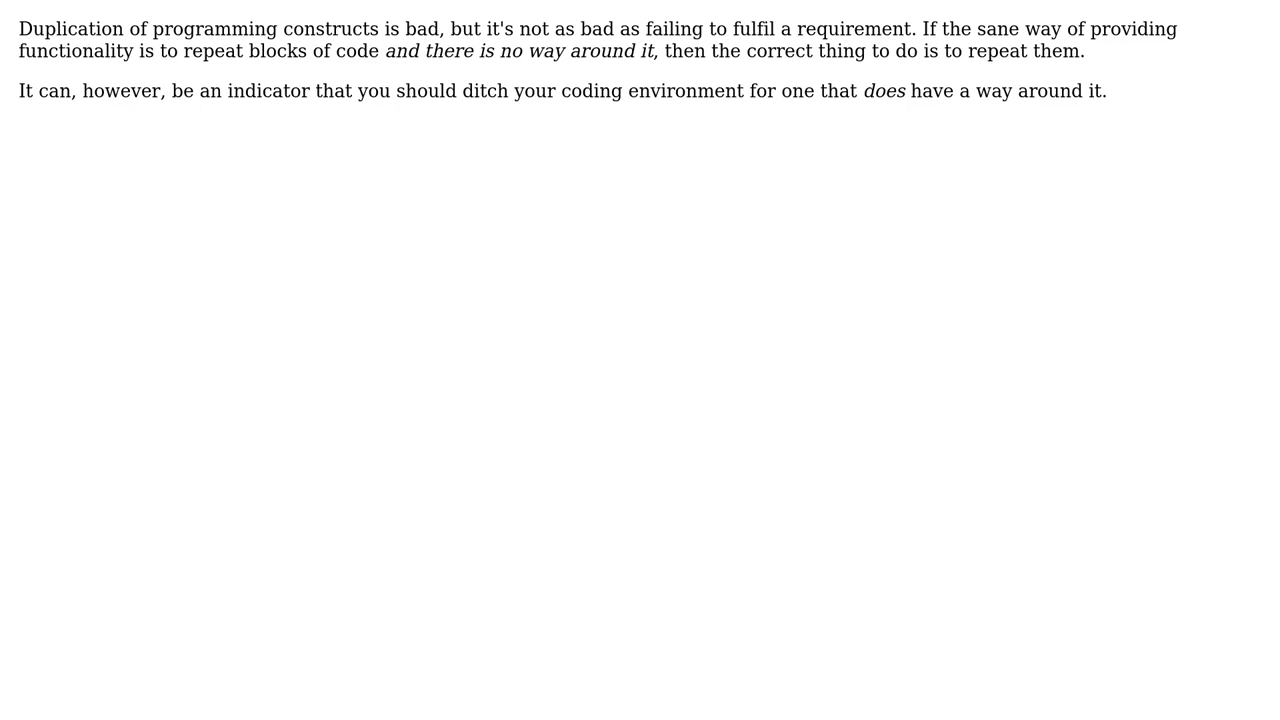 Duplication of programming constructs is bad, but it's not as bad as failing to fulfil a requirement. If the sane way of providing
functionality is to repeat blocks of code and there is no way around it, then the correct thing to do is to repeat them.
It can, however, be an indicator that you should ditch your coding environment for one that does have a way around it.